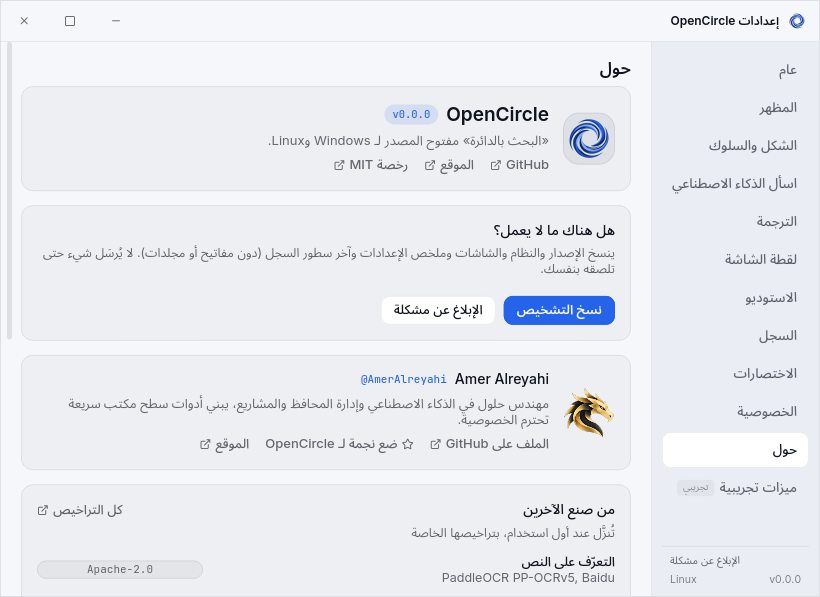 إعدادات OpenCircle
عام
المظهر
الشكل والسلوك
اسأل الذكاء الاصطناعي
الترجمة
لقطة الشاشة
الاستوديو
السجل
الاختصارات
الخصوصية
حول
ميزات تجريبية تجريبي
الإبلاغ عن مشكلة
v0.0.0 Linux
حول
OpenCircle v0.0.0
«البحث بالدائرة» مفتوح المصدر لـ Windows وLinux.
GitHub الموقع رخصة MIT
هل هناك ما لا يعمل؟
ينسخ الإصدار والنظام والشاشات وملخص الإعدادات وآخر سطور السجل (دون مفاتيح أو مجلدات). لا يُرسَل شيء حتى
تلصقه بنفسك.
نسخ التشخيص الإبلاغ عن مشكلة
Amer Alreyahi @AmerAlreyahi
مهندس حلول في الذكاء الاصطناعي وإدارة المحافظ والمشاريع، يبني أدوات سطح مكتب سريعة
تحترم الخصوصية.
الملف على GitHub ضع نجمة لـ OpenCircle الموقع
من صنع الآخرين كل التراخيص
تُنزَّل عند أول استخدام، بتراخيصها الخاصة
التعرّف على النص
PaddleOCR PP-OCRv5, Baidu
Apache-2.0